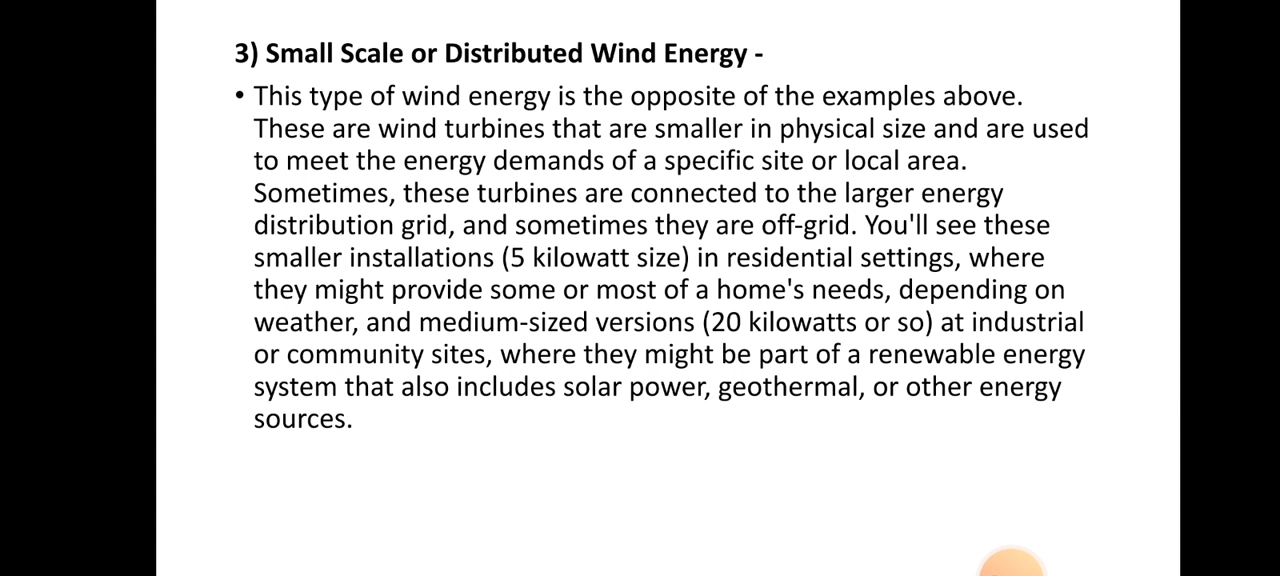 3) Small Scale or Distributed Wind Energy -
• This type of wind energy is the opposite of the examples above.
These are wind turbines that are smaller in physical size and are used
to meet the energy demands of a specific site or local area.
Sometimes, these turbines are connected to the larger energy
distribution grid, and sometimes they are off-grid. You'll see these
smaller installations (5 kilowatt size) in residential settings, where
they might provide some or most of a home's needs, depending on
weather, and medium-sized versions (20 kilowatts or so) at industrial
or community sites, where they might be part of a renewable energy
system that also includes solar power, geothermal, or other energy
sources.